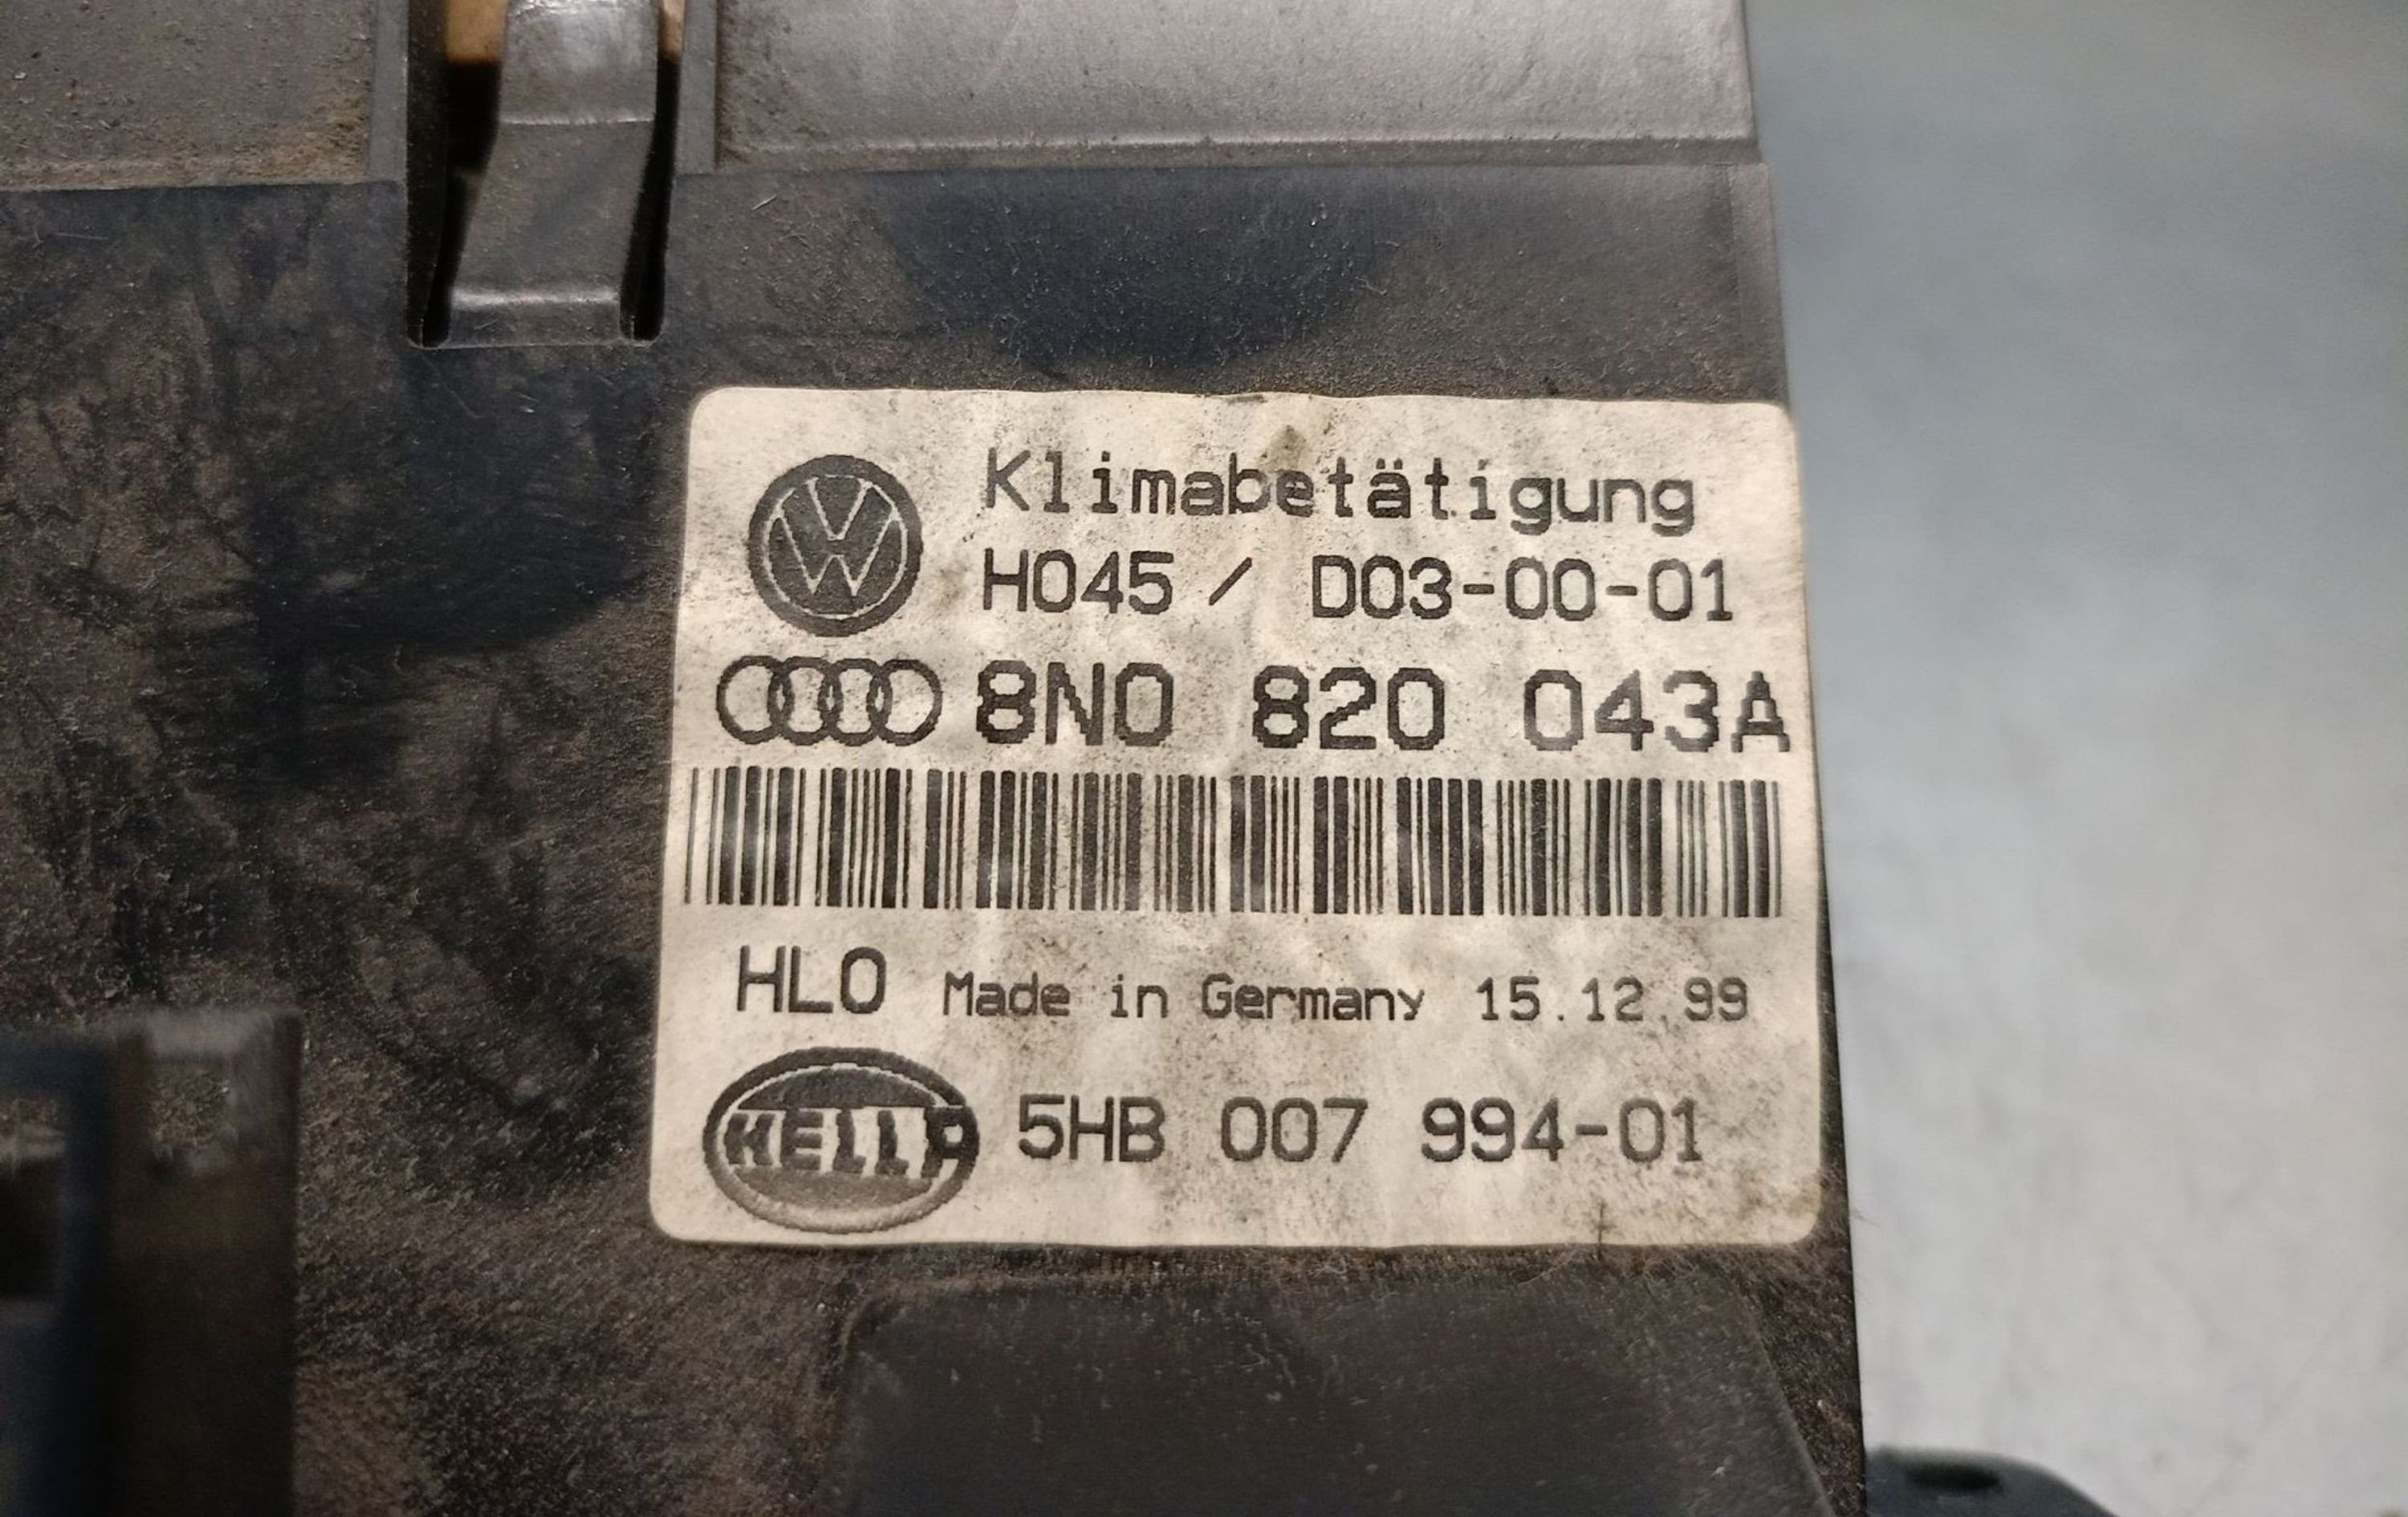 Klimabetätigung
H045 / D03-00-01
8N0 820 043A
HLO Made in Germany 15.12.99
HELLA 5HB 007 994-01